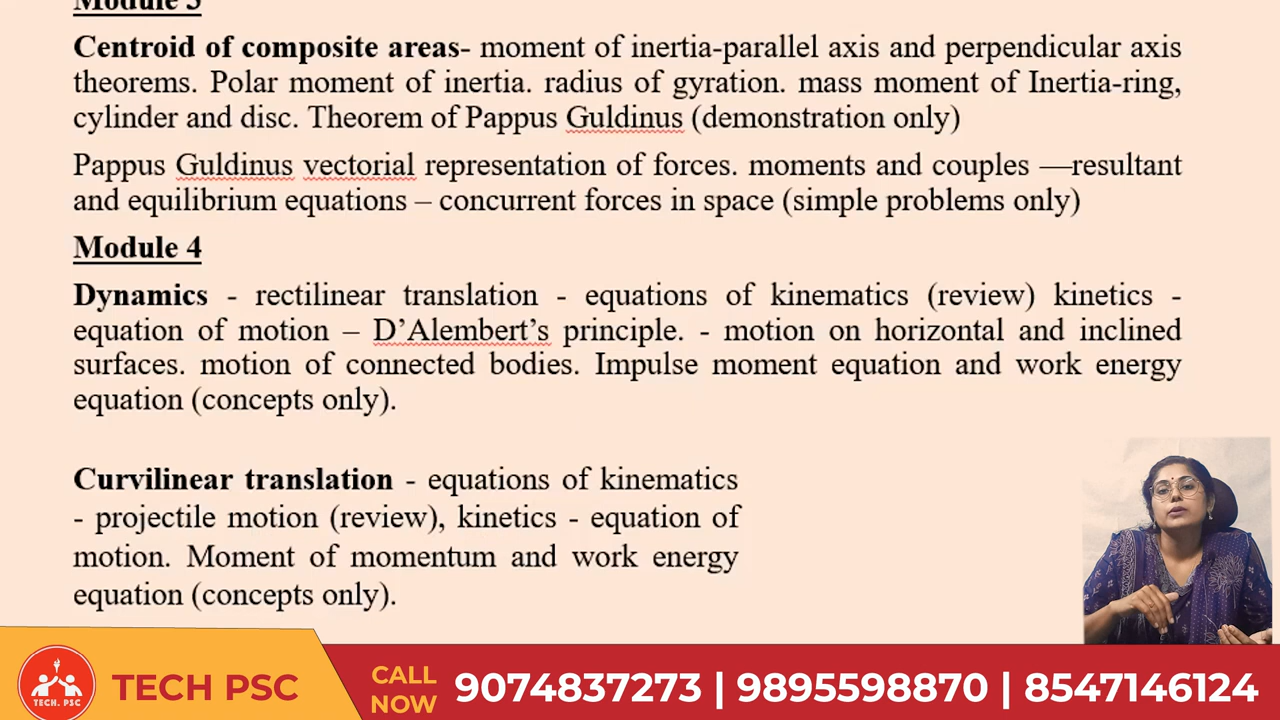 Module 3
Centroid of composite areas- moment of inertia-parallel axis and perpendicular axis
theorems. Polar moment of inertia. radius of gyration. mass moment of Inertia-ring,
cylinder and disc. Theorem of Pappus Guldinus (demonstration only)
Pappus Guldinus vectorial representation of forces. moments and couples —resultant
and equilibrium equations – concurrent forces in space (simple problems only)
Module 4
Dynamics - rectilinear translation - equations of kinematics (review) kinetics -
equation of motion – D’Alembert’s principle. - motion on horizontal and inclined
surfaces. motion of connected bodies. Impulse moment equation and work energy
equation (concepts only).
Curvilinear translation - equations of kinematics
- projectile motion (review), kinetics - equation of
motion. Moment of momentum and work energy
equation (concepts only).
TECH. PSC
TECH PSC
CALL
NOW
9074837273 | 9895598870 | 8547146124